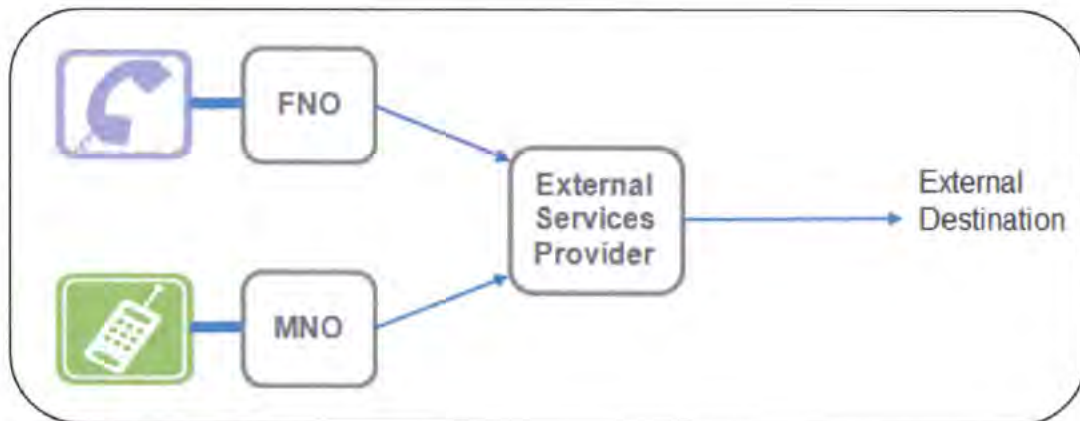 FNO
External
Services
Provider
External
Destination
MNO